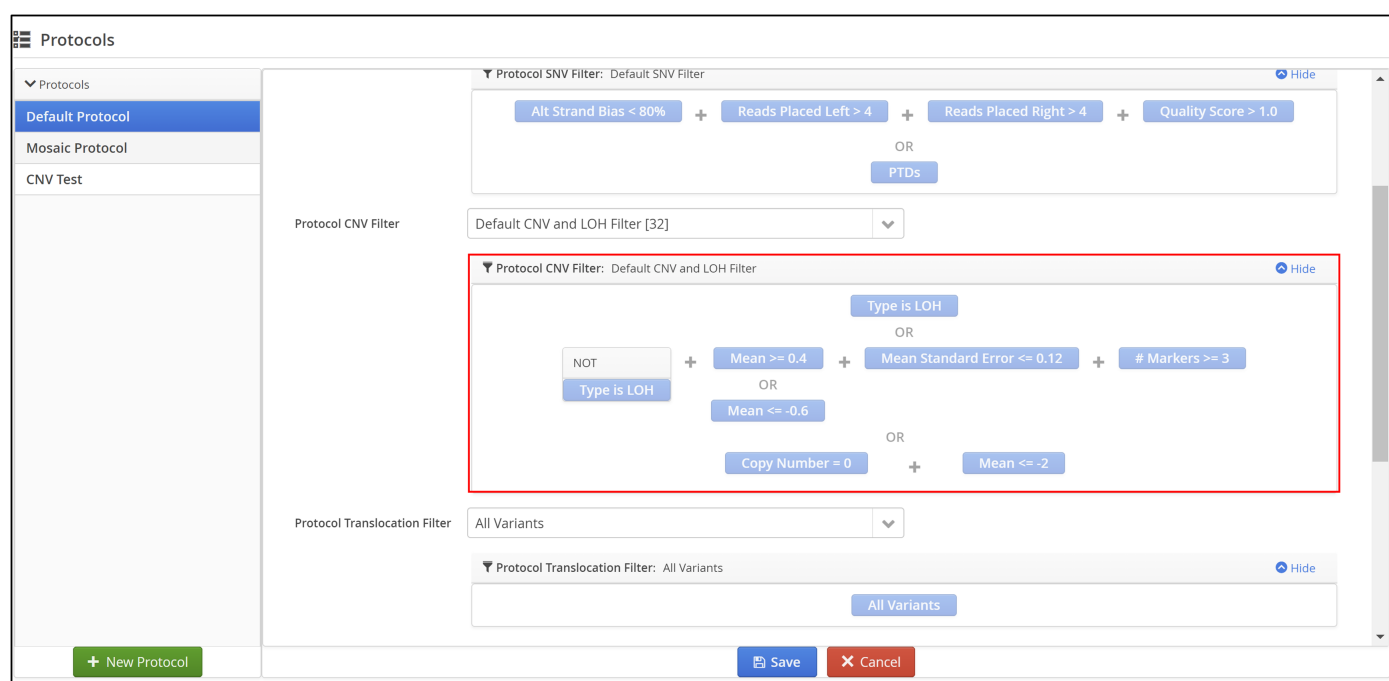 Protocols
Protocols
Default Protocol
Mosaic Protocol
CNV Test
+ New Protocol
Protocol SNV Filter: Default SNV Filter Hide
Alt Strand Bias < 80% + Reads Placed Left > 4 + Reads Placed Right > 4 + Quality Score > 1.0
OR
PTDs
Protocol CNV Filter Default CNV and LOH Filter [32]
Protocol CNV Filter: Default CNV and LOH Filter Hide
Type is LOH
OR
NOT + Mean >= 0.4 + Mean Standard Error <= 0.12 + # Markers >= 3
Type is LOH OR
Mean <= -0.6
OR
Copy Number = 0 + Mean <= -2
Protocol Translocation Filter All Variants
Protocol Translocation Filter: All Variants Hide
All Variants
Save Cancel